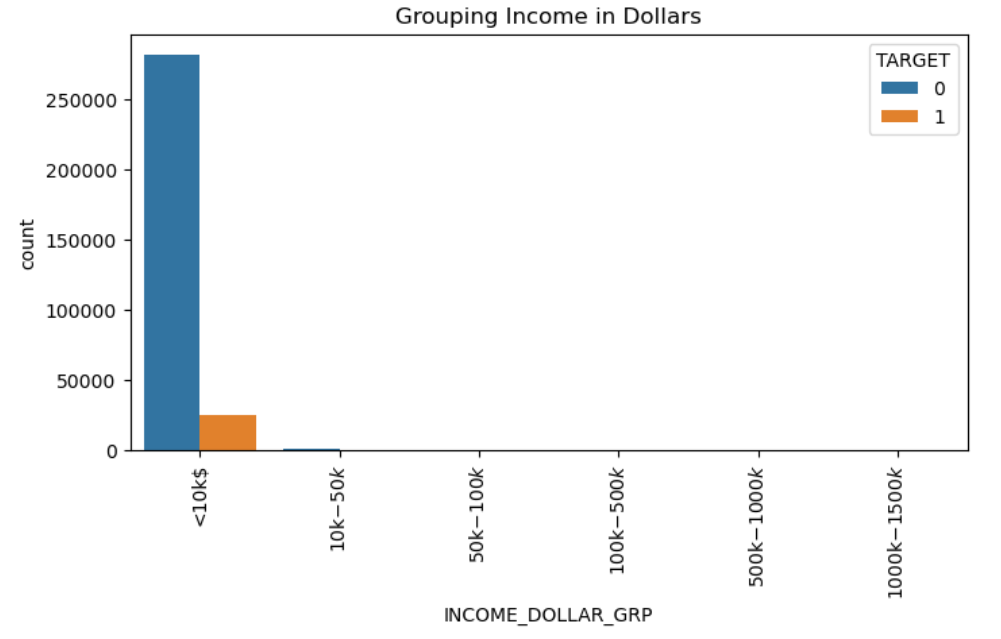 Grouping Income in Dollars
TARGET
0
1
250000
200000
150000
100000
50000
0
count
<10k$
10k−50k
50k−100k
100k−500k
500k−1000k
1000k−1500k
INCOME_DOLLAR_GRP